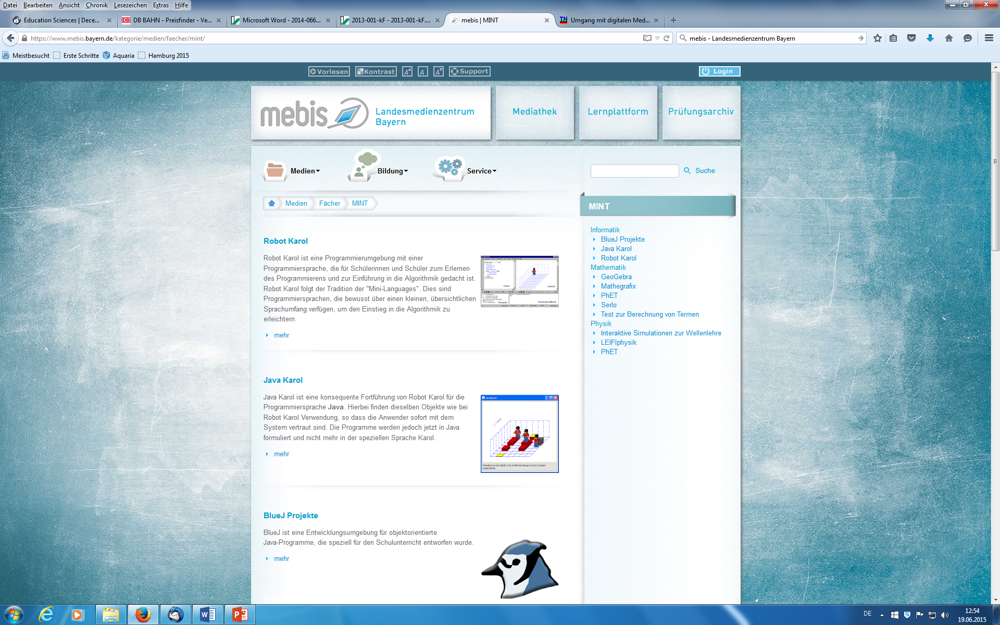 Datei Bearbeiten Ansicht Chronik Lesezeichen Extras Hilfe
Education Sciences | Dece...
DB BAHN - Preisfinder - Ve...
Microsoft Word - 2014-066...
2013-001-kF - 2013-001-kF....
mebis | MINT
Umgang mit digitalen Med...
https://www.mebis.bayern.de/kategorie/medien/faecher/mint/
mebis - Landesmedienzentrum Bayern
Meistbesucht Erste Schritte Aquaria Hamburg 2015
Vorlesen Kontrast A A A Support Login
mebis Landesmedienzentrum
Bayern
Mediathek Lernplattform Prüfungsarchiv
Medien Bildung Service
Suche
Medien Fächer MINT
Robot Karol
Robot Karol ist eine Programmierumgebung mit einer
Programmiersprache, die für Schülerinnen und Schüler zum Erlernen
des Programmierens und zur Einführung in die Algorithmik gedacht ist.
Robot Karol folgt der Tradition der "Mini-Languages". Dies sind
Programmiersprachen, die bewusst über einen kleinen, übersichtlichen
Sprachumfang verfügen, um den Einstieg in die Algorithmik zu
erleichtern.
mehr
Editor
Ansicht
Übersicht
Informationsfläche
Java Karol
Java Karol ist eine konsequente Fortführung von Robot Karol für die
Programmiersprache Java. Hierbei finden dieselben Objekte wie bei
Robot Karol Verwendung, so dass die Anwender sofort mit dem
System vertraut sind. Die Programme werden jedoch jetzt in Java
formuliert und nicht mehr in der speziellen Sprache Karol.
mehr
JavaKarol
BlueJ Projekte
BlueJ ist eine Entwicklungsumgebung für objektorientierte
Java-Programme, die speziell für den Schulunterricht entworfen wurde.
mehr
MINT
Informatik
BlueJ Projekte
Java Karol
Robot Karol
Mathematik
GeoGebra
Mathegrafix
PhET
Serlo
Test zur Berechnung von Termen
Physik
Interaktive Simulationen zur Wellenlehre
LEIFIphysik
PhET
DE
12:54
19.06.2015